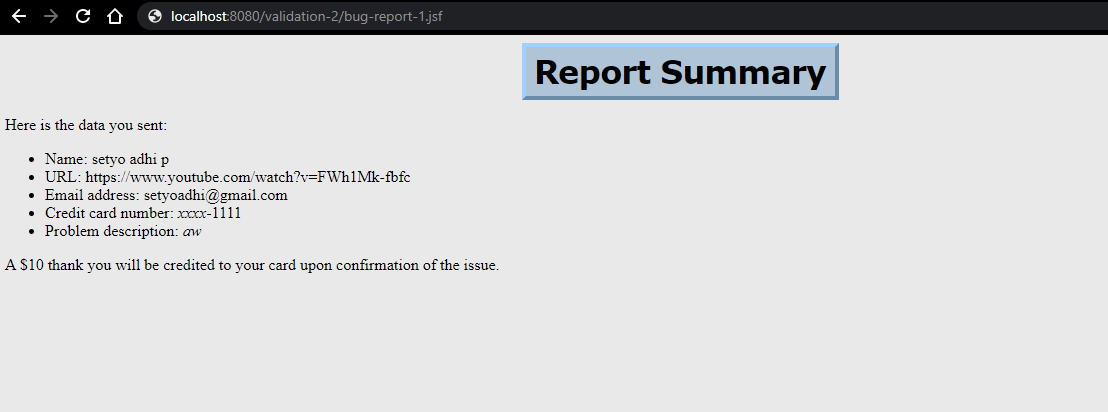 localhost:8080/validation-2/bug-report-1.jsf
Report Summary
Here is the data you sent:
• Name: setyo adhi p
• URL: https://www.youtube.com/watch?v=FWh1Mk-fbfc
• Email address: setyoadhi@gmail.com
• Credit card number: xxxx-1111
• Problem description: aw
A $10 thank you will be credited to your card upon confirmation of the issue.